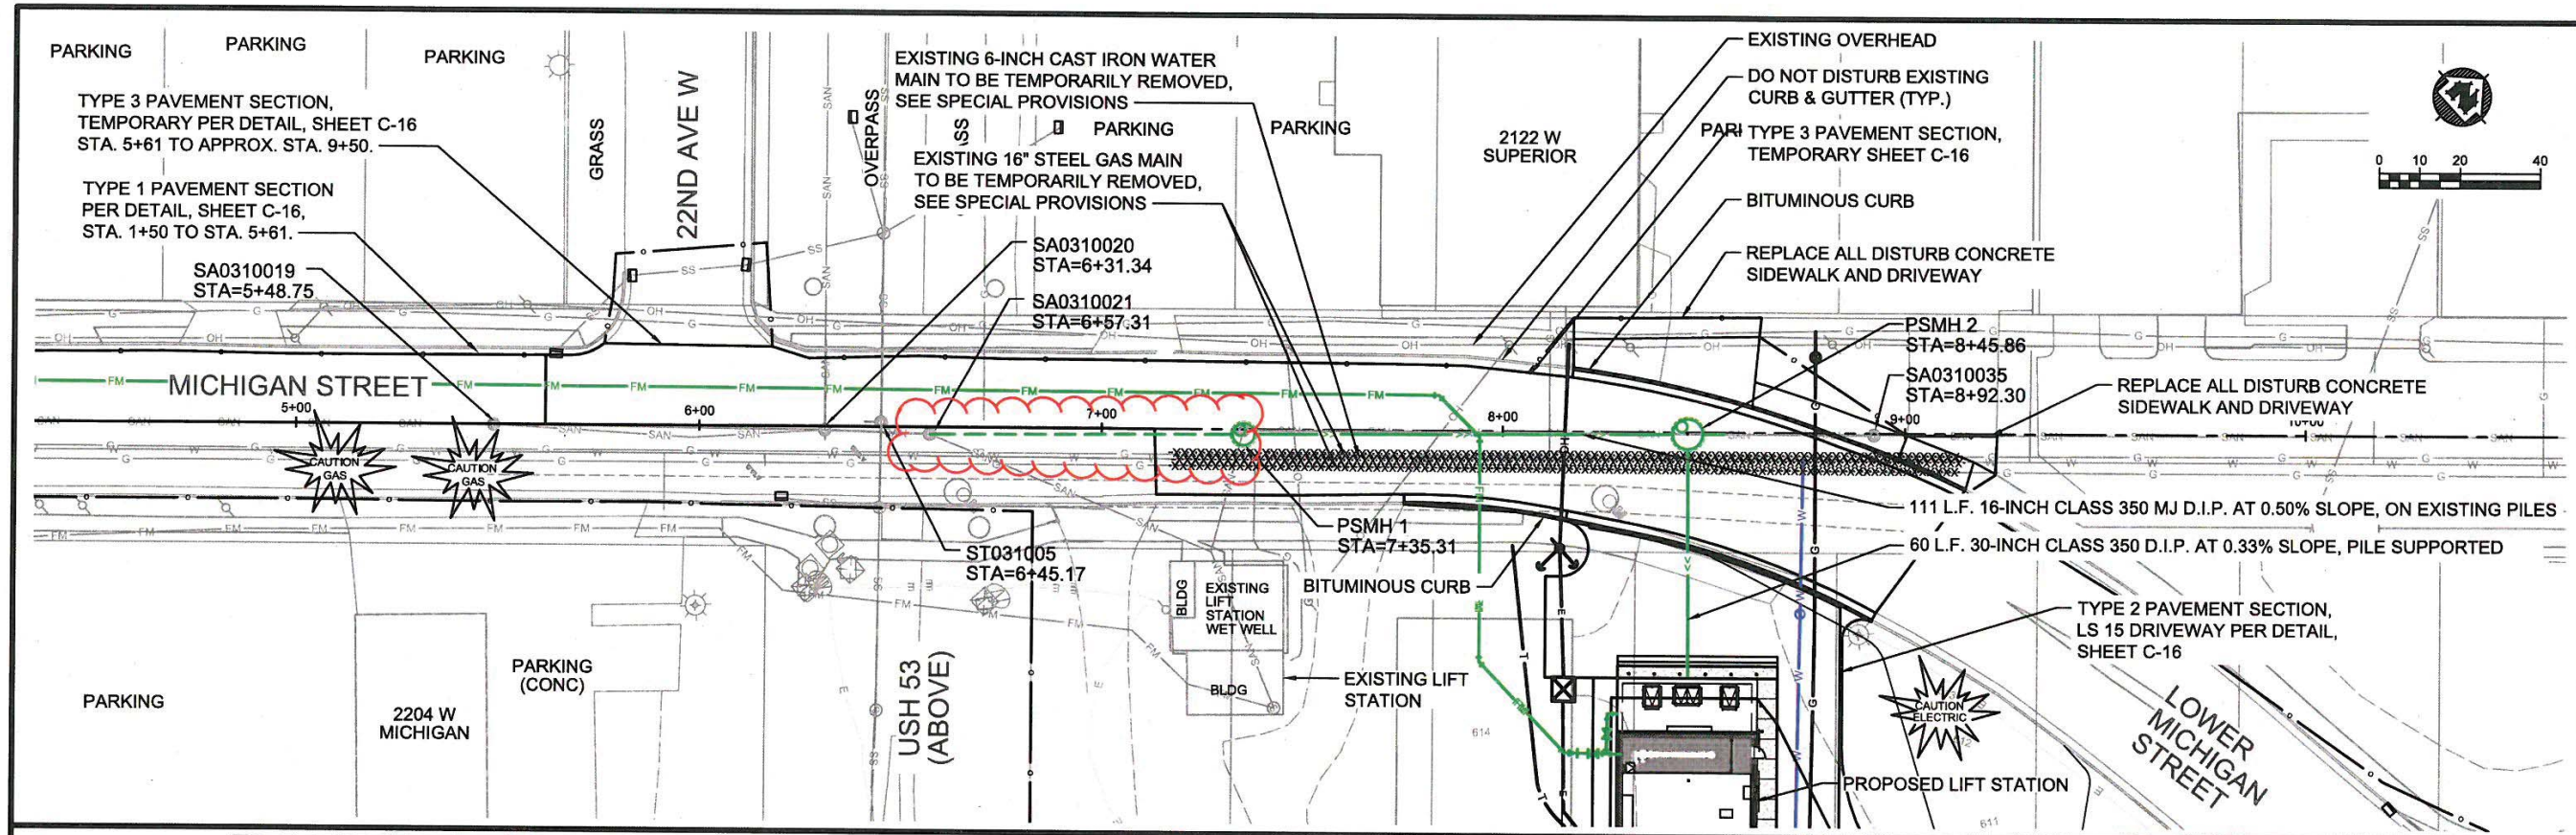 PARKING
PARKING
PARKING
TYPE 3 PAVEMENT SECTION,
TEMPORARY PER DETAIL, SHEET C-16
STA. 5+61 TO APPROX. STA. 9+50.
TYPE 1 PAVEMENT SECTION
PER DETAIL, SHEET C-16,
STA. 1+50 TO STA. 5+61.
SA0310019
STA=5+48.75
GRASS
22ND AVE W
OVERPASS
EXISTING 6-INCH CAST IRON WATER
MAIN TO BE TEMPORARILY REMOVED,
SEE SPECIAL PROVISIONS
PARKING
EXISTING 16" STEEL GAS MAIN
TO BE TEMPORARILY REMOVED,
SEE SPECIAL PROVISIONS
SA0310020
STA=6+31.34
SA0310021
STA=6+57.31
PARKING
2122 W
SUPERIOR
EXISTING OVERHEAD
DO NOT DISTURB EXISTING
CURB & GUTTER (TYP.)
TYPE 3 PAVEMENT SECTION,
TEMPORARY SHEET C-16
BITUMINOUS CURB
REPLACE ALL DISTURB CONCRETE
SIDEWALK AND DRIVEWAY
0 10 20 40
PSMH 2
STA=8+45.86
SA0310035
STA=8+92.30
REPLACE ALL DISTURB CONCRETE
SIDEWALK AND DRIVEWAY
MICHIGAN STREET
5+00
6+00
7+00
8+00
9+00
10+00
CAUTION
GAS
CAUTION
GAS
111 L.F. 16-INCH CLASS 350 MJ D.I.P. AT 0.50% SLOPE, ON EXISTING PILES
60 L.F. 30-INCH CLASS 350 D.I.P. AT 0.33% SLOPE, PILE SUPPORTED
PSMH 1
STA=7+35.31
ST031005
STA=6+45.17
BITUMINOUS CURB
BLDG
EXISTING
LIFT
STATION
WET WELL
BLDG
EXISTING LIFT
STATION
USH 53
(ABOVE)
PARKING
2204 W
MICHIGAN
PARKING
(CONC)
614
TYPE 2 PAVEMENT SECTION,
LS 15 DRIVEWAY PER DETAIL,
SHEET C-16
CAUTION
ELECTRIC
LOWER
MICHIGAN
STREET
PROPOSED LIFT STATION
611